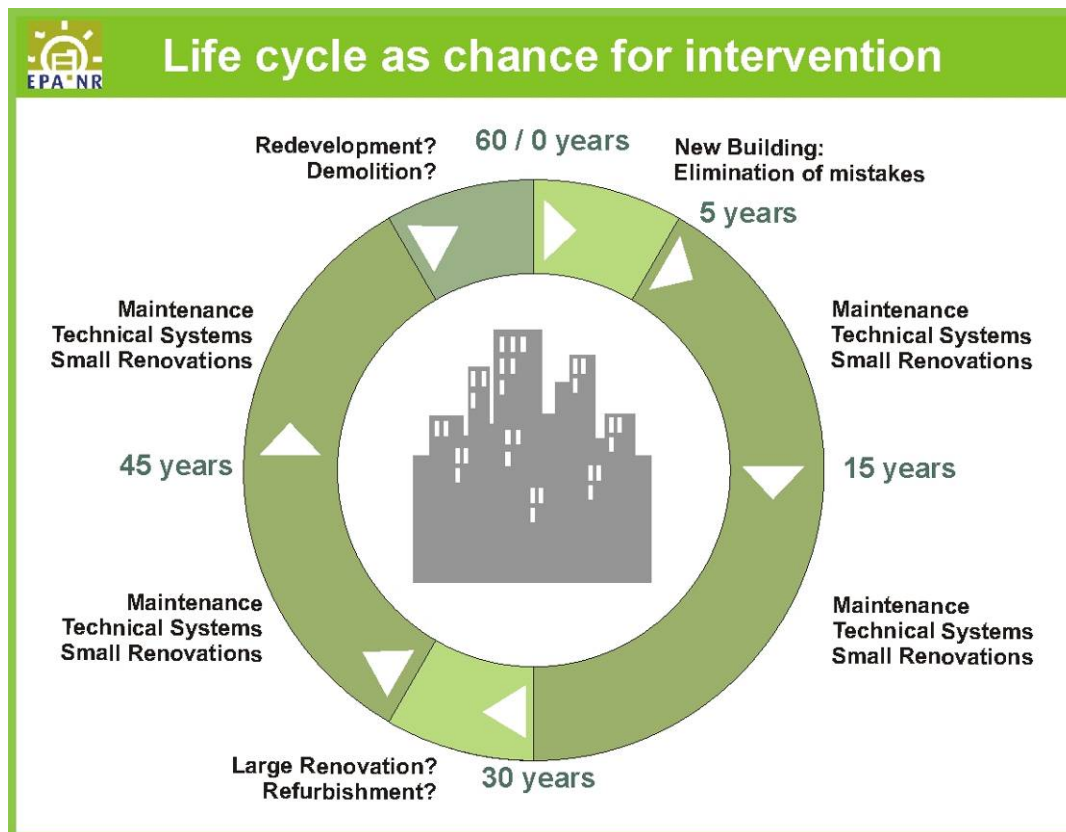 EPA·NR
Life cycle as chance for intervention
Redevelopment?
Demolition?
60 / 0 years
New Building:
Elimination of mistakes
5 years
Maintenance
Technical Systems
Small Renovations
15 years
Maintenance
Technical Systems
Small Renovations
30 years
Large Renovation?
Refurbishment?
Maintenance
Technical Systems
Small Renovations
45 years
Maintenance
Technical Systems
Small Renovations